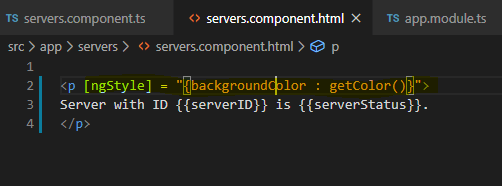 TS servers.component.ts
servers.component.html
TS app.module.ts
src > app > servers > servers.component.html > p
1
2 <p [ngStyle] = "{backgroundColor : getColor()}">
3 Server with ID {{serverID}} is {{serverStatus}}.
4 </p>